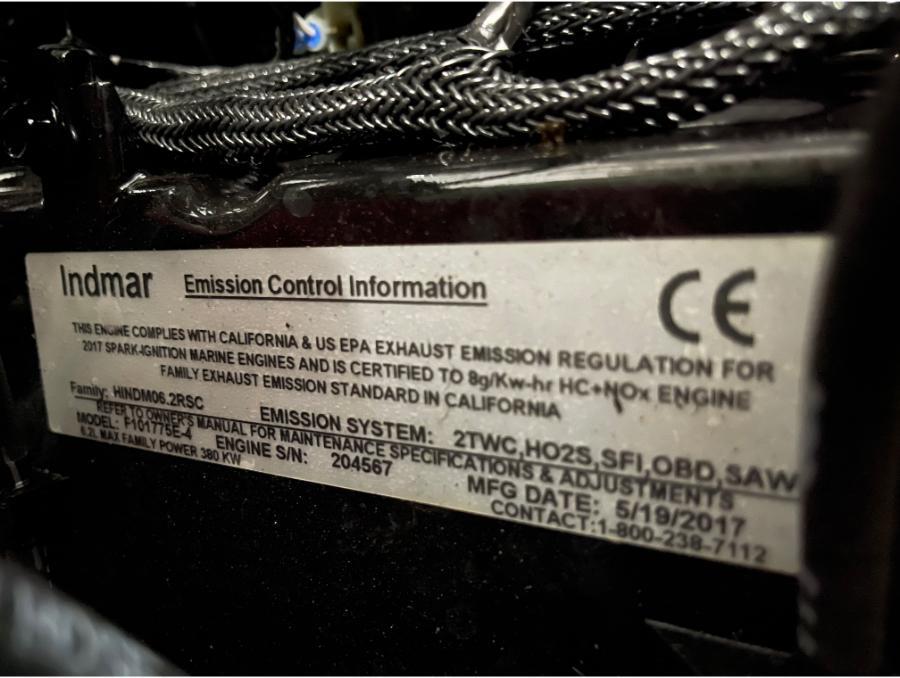 Indmar Emission Control Information
CE
THIS ENGINE COMPLIES WITH CALIFORNIA & US EPA EXHAUST EMISSION REGULATION FOR
2017 SPARK-IGNITION MARINE ENGINES AND IS CERTIFIED TO 8g/Kw-hr HC+NOx ENGINE
FAMILY EXHAUST EMISSION STANDARD IN CALIFORNIA
Family: HINDM06.2RSC EMISSION SYSTEM: 2TWC,HO2S,SFI,OBD,SAW
REFER TO OWNER'S MANUAL FOR MAINTENANCE SPECIFICATIONS & ADJUSTMENTS
MODEL: F101775E-4 ENGINE S/N: 204567 MFG DATE: 5/19/2017
6.2L MAX FAMILY POWER 380 KW CONTACT:1-800-238-7112